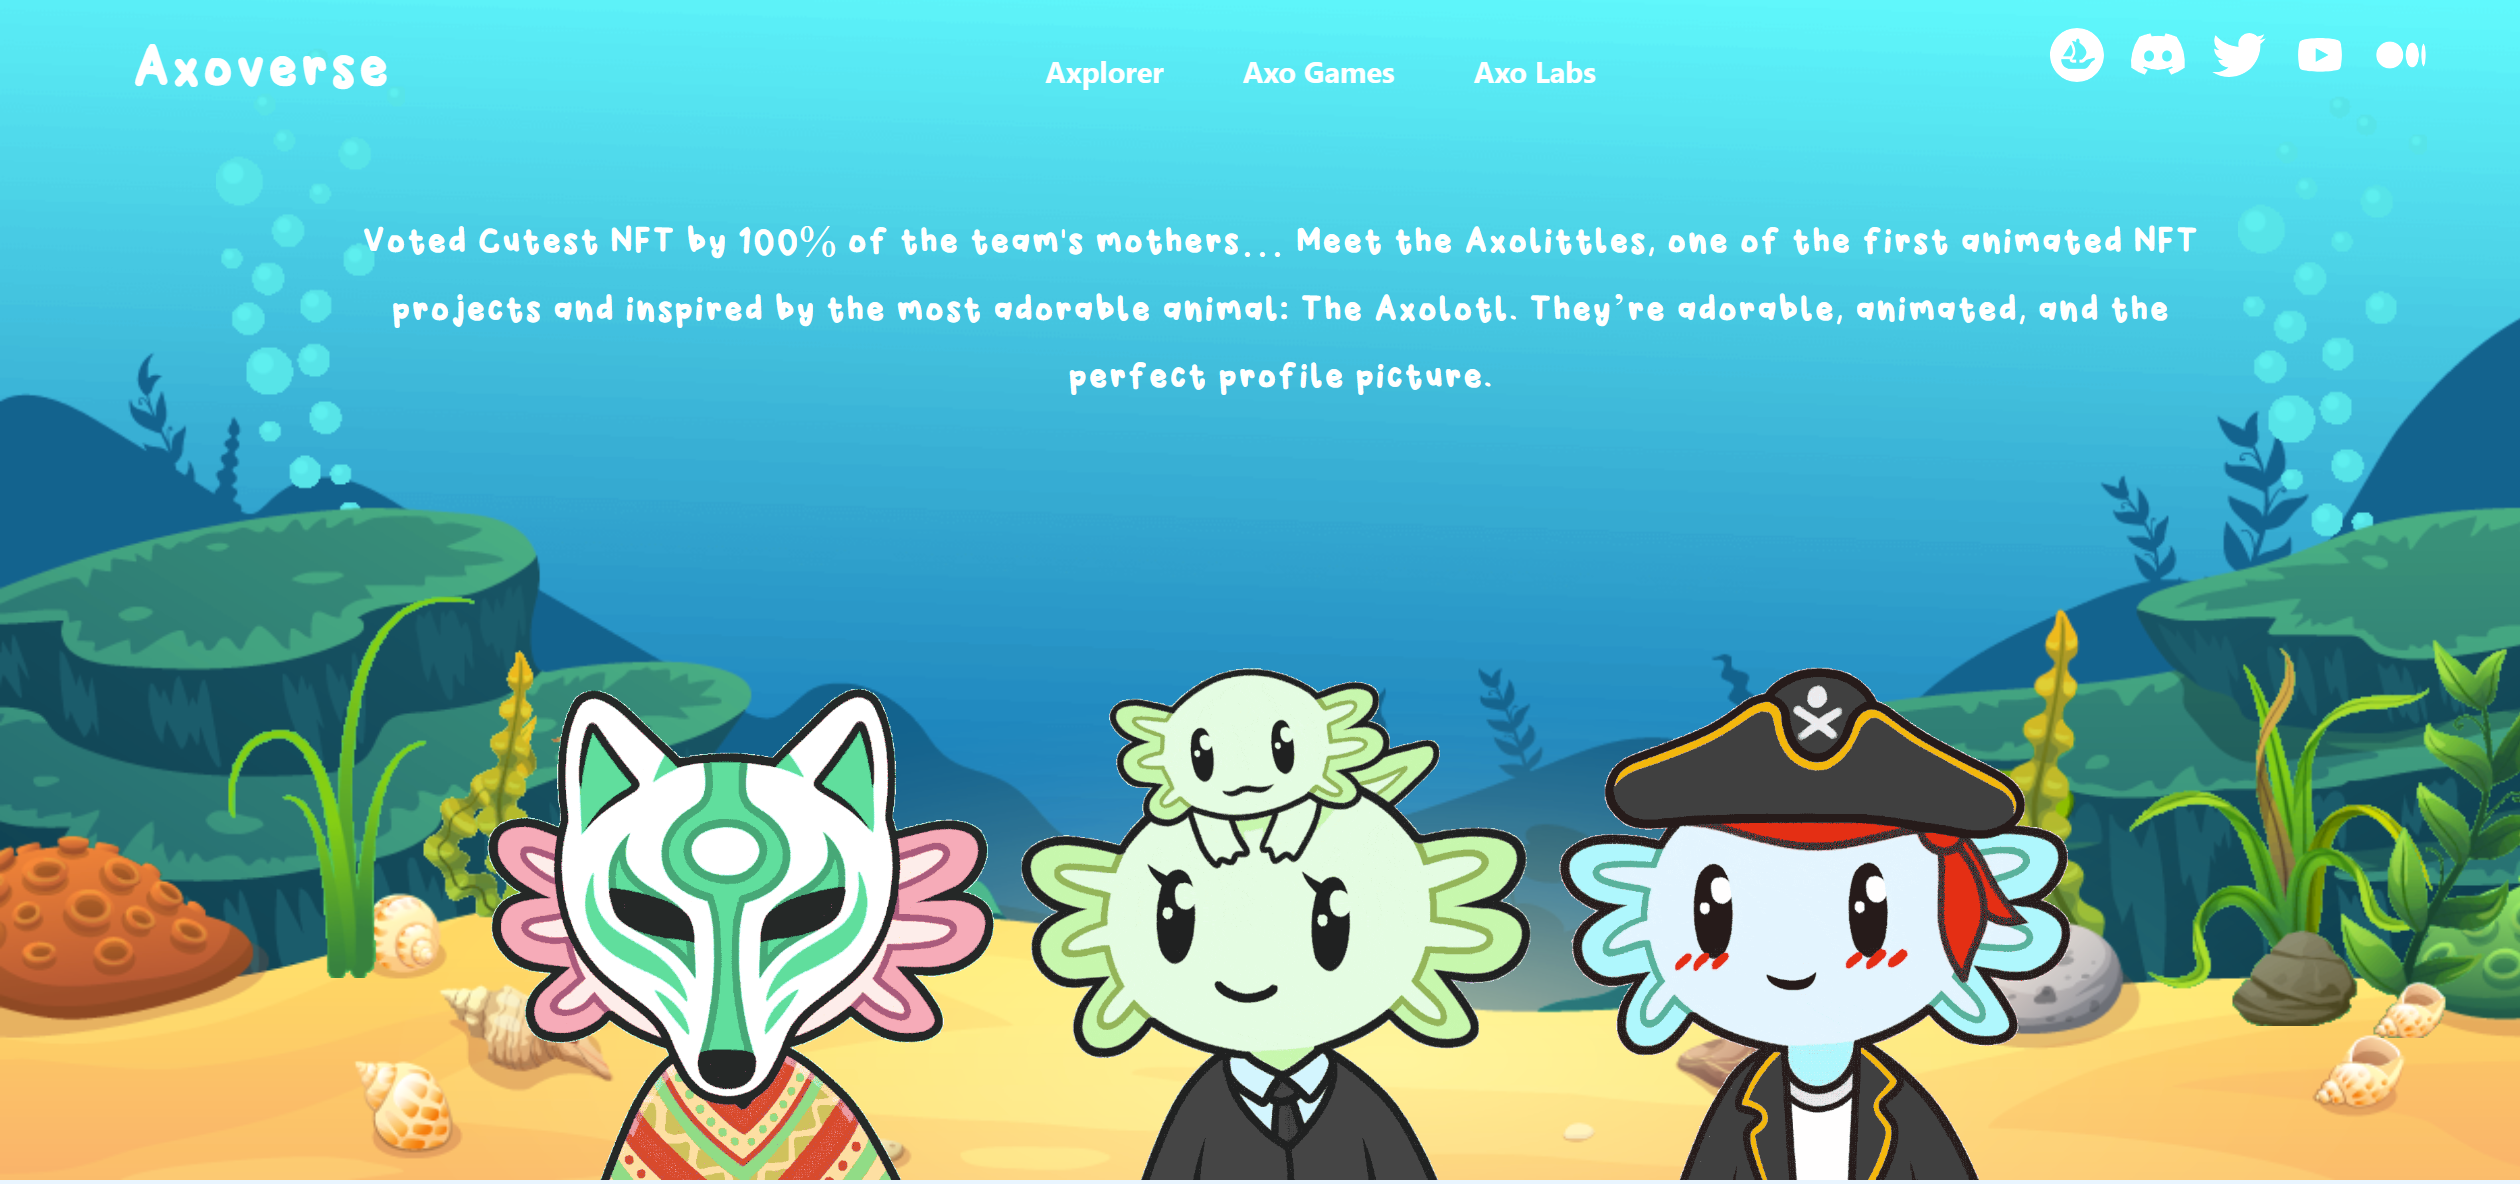 Axoverse
Axplorer
Axo Games
Axo Labs
Voted Cutest NFT by 100% of the team's mothers... Meet the Axolittles, one of the first animated NFT
projects and inspired by the most adorable animal: The Axolotl. They’re adorable, animated, and the
perfect profile picture.